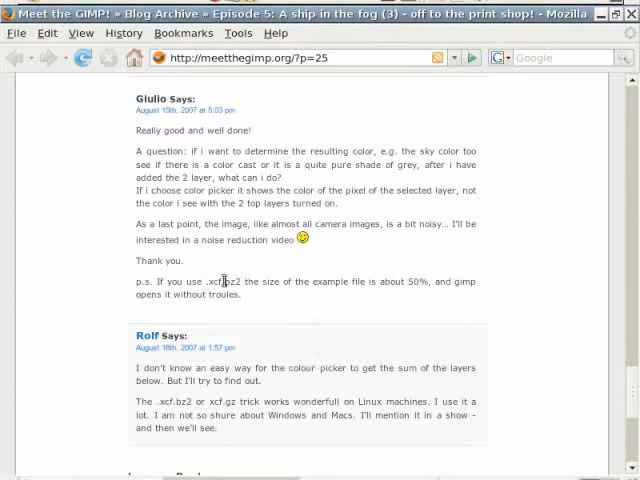 Meet the GIMP! » Blog Archive » Episode 5: A ship in the fog (3) - off to the print shop! - Mozilla
File Edit View History Bookmarks Tools Help
http://meetthegimp.org/?p=25
Google
Giulio Says:
August 15th, 2007 at 5:03 pm
Really good and well done!
A question: if i want to determine the resulting color, e.g. the sky color too
see if there is a color cast or it is a quite pure shade of grey, after i have
added the 2 layer, what can i do?
If i choose color picker it shows the color of the pixel of the selected layer, not
the color i see with the 2 top layers turned on.
As a last point, the image, like almost all camera images, is a bit noisy... I'll be
interested in a noise reduction video
Thank you.
p.s. If you use .xcf.bz2 the size of the example file is about 50%, and gimp
opens it without troules.
Rolf Says:
August 16th, 2007 at 1:57 pm
I don't know an easy way for the colour picker to get the sum of the layers
below. But I'll try to find out.
The .xcf.bz2 or xcf.gz trick works wonderfull on Linux machines. I use it a
lot. I am not so shure about Windows and Macs. I'll mention it in a show -
and then we'll see.